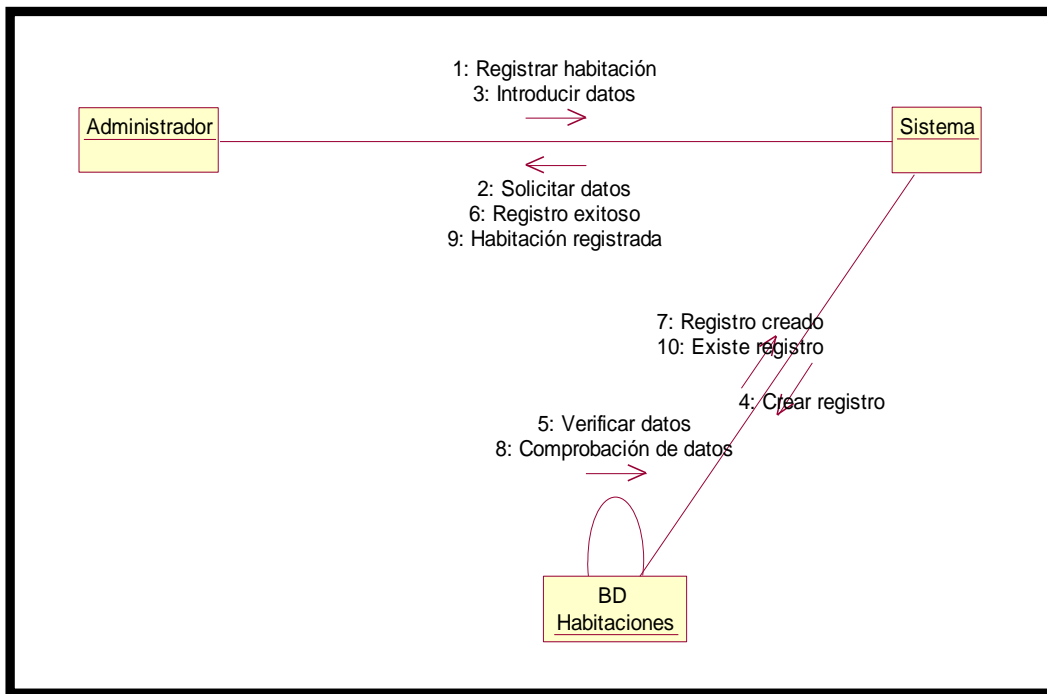 1: Registrar habitación
3: Introducir datos
Administrador
Sistema
2: Solicitar datos
6: Registro exitoso
9: Habitación registrada
7: Registro creado
10: Existe registro
4: Crear registro
5: Verificar datos
8: Comprobación de datos
BD
Habitaciones